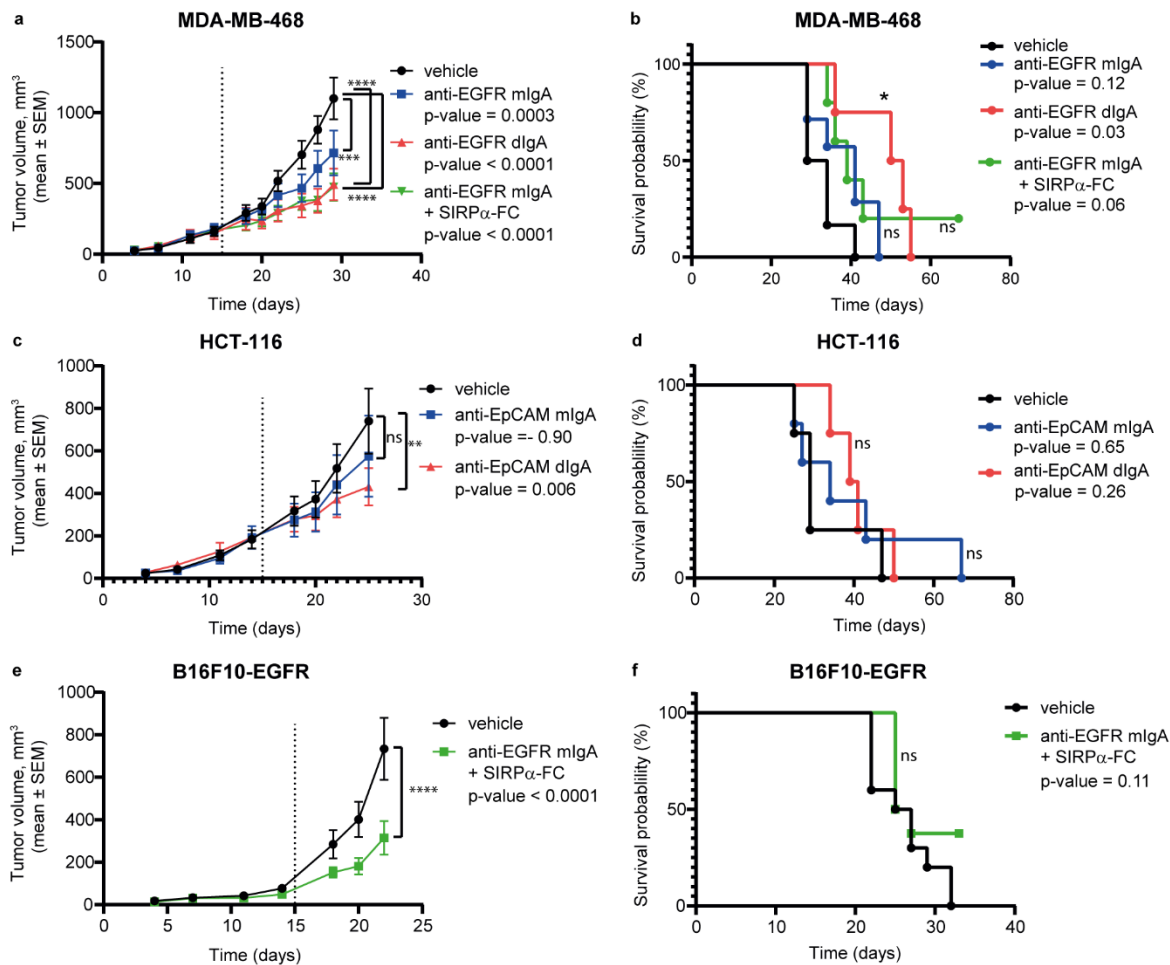 a
MDA-MB-468
Tumor volume, mm³
(mean ± SEM)
1500
1000
500
0
0 10 20 30 40
Time (days)
****
***
****
vehicle
anti-EGFR mIgA
p-value = 0.0003
anti-EGFR dIgA
p-value < 0.0001
anti-EGFR mIgA
+ SIRPα-FC
p-value < 0.0001
b
MDA-MB-468
Survival probablility (%)
100
50
0
0 20 40 60 80
Time (days)
*
ns
ns
vehicle
anti-EGFR mIgA
p-value = 0.12
anti-EGFR dIgA
p-value = 0.03
anti-EGFR mIgA
+ SIRPα-FC
p-value = 0.06
c
HCT-116
Tumor volume, mm³
(mean ± SEM)
1000
800
600
400
200
0
0 10 20 30
Time (days)
ns
**
vehicle
anti-EpCAM mIgA
p-value =- 0.90
anti-EpCAM dIgA
p-value = 0.006
d
HCT-116
Survival probability (%)
100
50
0
0 20 40 60 80
Time (days)
ns
ns
vehicle
anti-EpCAM mIgA
p-value = 0.65
anti-EpCAM dIgA
p-value = 0.26
e
B16F10-EGFR
Tumor volume, mm³
(mean ± SEM)
1000
800
600
400
200
0
0 5 10 15 20 25
Time (days)
****
vehicle
anti-EGFR mIgA
+ SIRPα-FC
p-value < 0.0001
f
B16F10-EGFR
Survival probability (%)
100
50
0
0 20 30 40
Time (days)
ns
vehicle
anti-EGFR mIgA
+ SIRPα-FC
p-value = 0.11